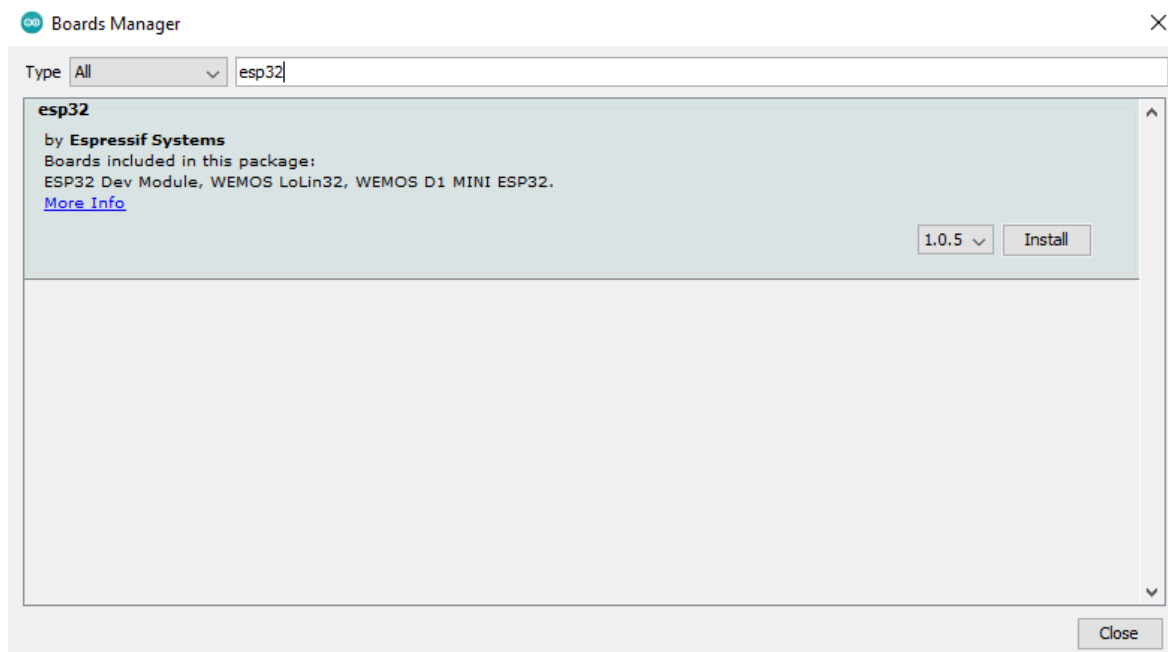 Boards Manager
Type All esp32
esp32
by Espressif Systems
Boards included in this package:
ESP32 Dev Module, WEMOS LoLin32, WEMOS D1 MINI ESP32.
More Info
1.0.5 Install
Close